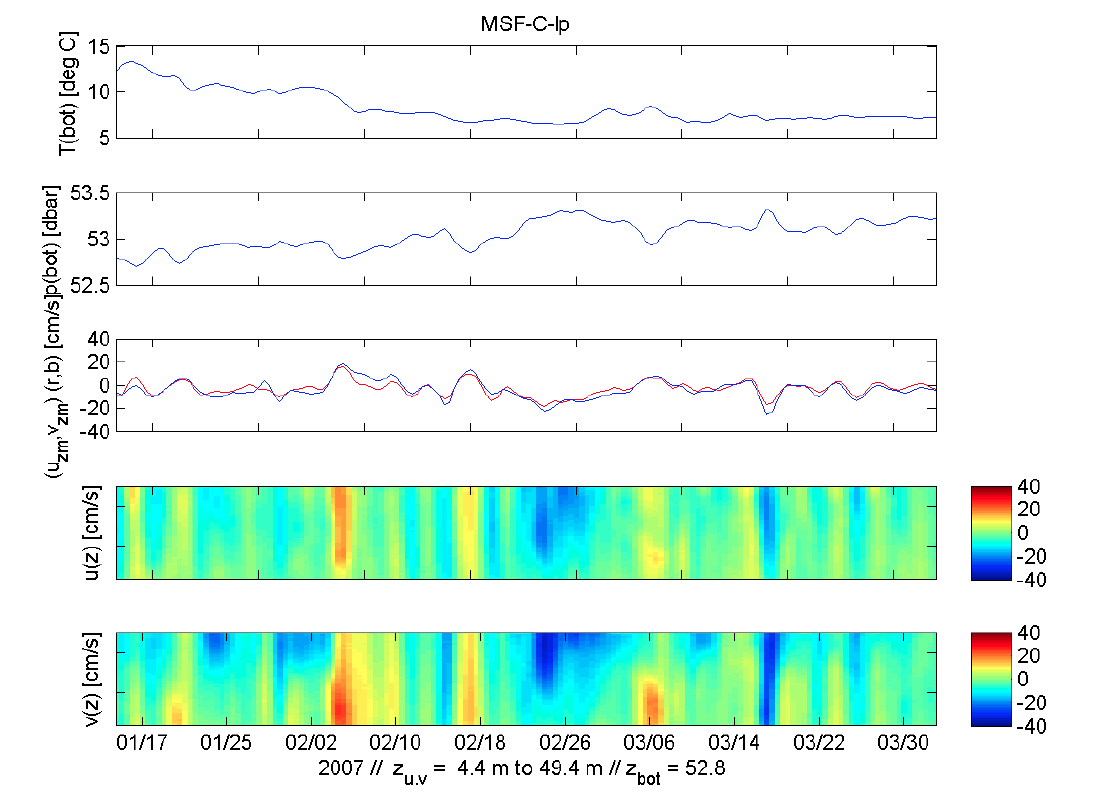 MSF-C-lp
T(bot) [deg C]
15
10
5
p(bot) [dbar]
53.5
53
52.5
(u_zm,v_zm) (r,b) [cm/s]
40
20
0
-20
-40
u(z) [cm/s]
40
20
0
-20
-40
v(z) [cm/s]
40
20
0
-20
-40
01/17 01/25 02/02 02/10 02/18 02/26 03/06 03/14 03/22 03/30
2007 // z_u,v = 4.4 m to 49.4 m // z_bot = 52.8